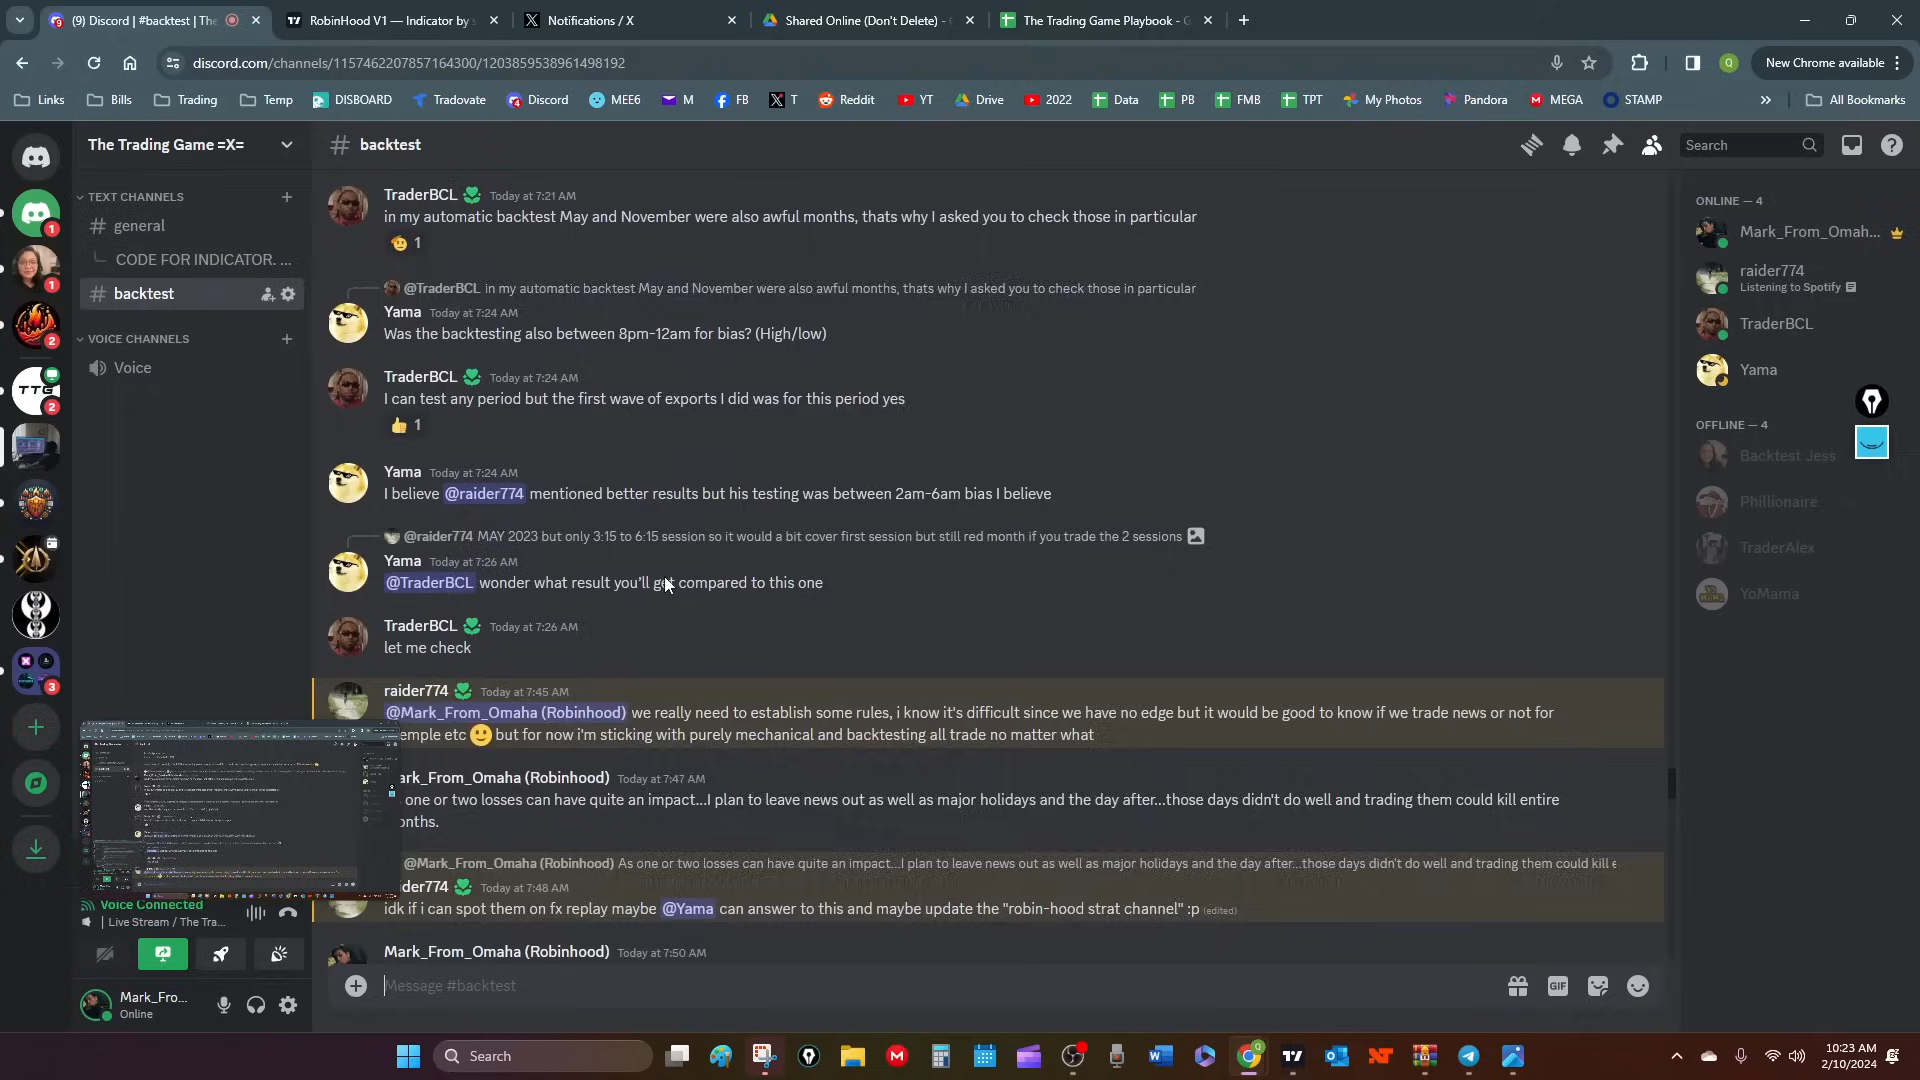 (9) Discord | #backtest | The
RobinHood V1 — Indicator by
Notifications / X
Shared Online (Don't Delete) -
The Trading Game Playbook -
discord.com/channels/1157462207857164300/1203859538961498192
New Chrome available
Links
Bills
Trading
Temp
DISBOARD
Tradovate
Discord
MEE6
M
FB
T
Reddit
YT
Drive
2022
Data
PB
FMB
TPT
My Photos
Pandora
MEGA
STAMP
All Bookmarks
The Trading Game =X=
# backtest
Search
TEXT CHANNELS
# general
CODE FOR INDICATOR. ...
# backtest
VOICE CHANNELS
Voice
TraderBCL Today at 7:21 AM
in my automatic backtest May and November were also awful months, thats why I asked you to check those in particular
1
@TraderBCL in my automatic backtest May and November were also awful months, thats why I asked you to check those in particular
Yama Today at 7:24 AM
Was the backtesting also between 8pm-12am for bias? (High/low)
TraderBCL Today at 7:24 AM
I can test any period but the first wave of exports I did was for this period yes
1
Yama Today at 7:24 AM
I believe @raider774 mentioned better results but his testing was between 2am-6am bias I believe
@raider774 MAY 2023 but only 3:15 to 6:15 session so it would a bit cover first session but still red month if you trade the 2 sessions
Yama Today at 7:26 AM
@TraderBCL wonder what result you'll get compared to this one
TraderBCL Today at 7:26 AM
let me check
raider774 Today at 7:45 AM
@Mark_From_Omaha (Robinhood) we really need to establish some rules, i know it's difficult since we have no edge but it would be good to know if we trade news or not for
emple etc but for now i'm sticking with purely mechanical and backtesting all trade no matter what
ark_From_Omaha (Robinhood) Today at 7:47 AM
one or two losses can have quite an impact...I plan to leave news out as well as major holidays and the day after...those days didn't do well and trading them could kill entire
onths.
@Mark_From_Omaha (Robinhood) As one or two losses can have quite an impact...I plan to leave news out as well as major holidays and the day after...those days didn't do well and trading them could kill e
ider774 Today at 7:48 AM
idk if i can spot them on fx replay maybe @Yama can answer to this and maybe update the "robin-hood strat channel" :p (edited)
Mark_From_Omaha (Robinhood) Today at 7:50 AM
Message #backtest
GIF
ONLINE — 4
Mark_From_Omah...
raider774
Listening to Spotify
TraderBCL
Yama
OFFLINE — 4
Backtest Jess
Phillionaire
TraderAlex
YoMama
1
1
2
TTG
2
3
Voice Connected
Live Stream / The Tra...
Mark_Fro...
Online
Search
10:23 AM
2/10/2024